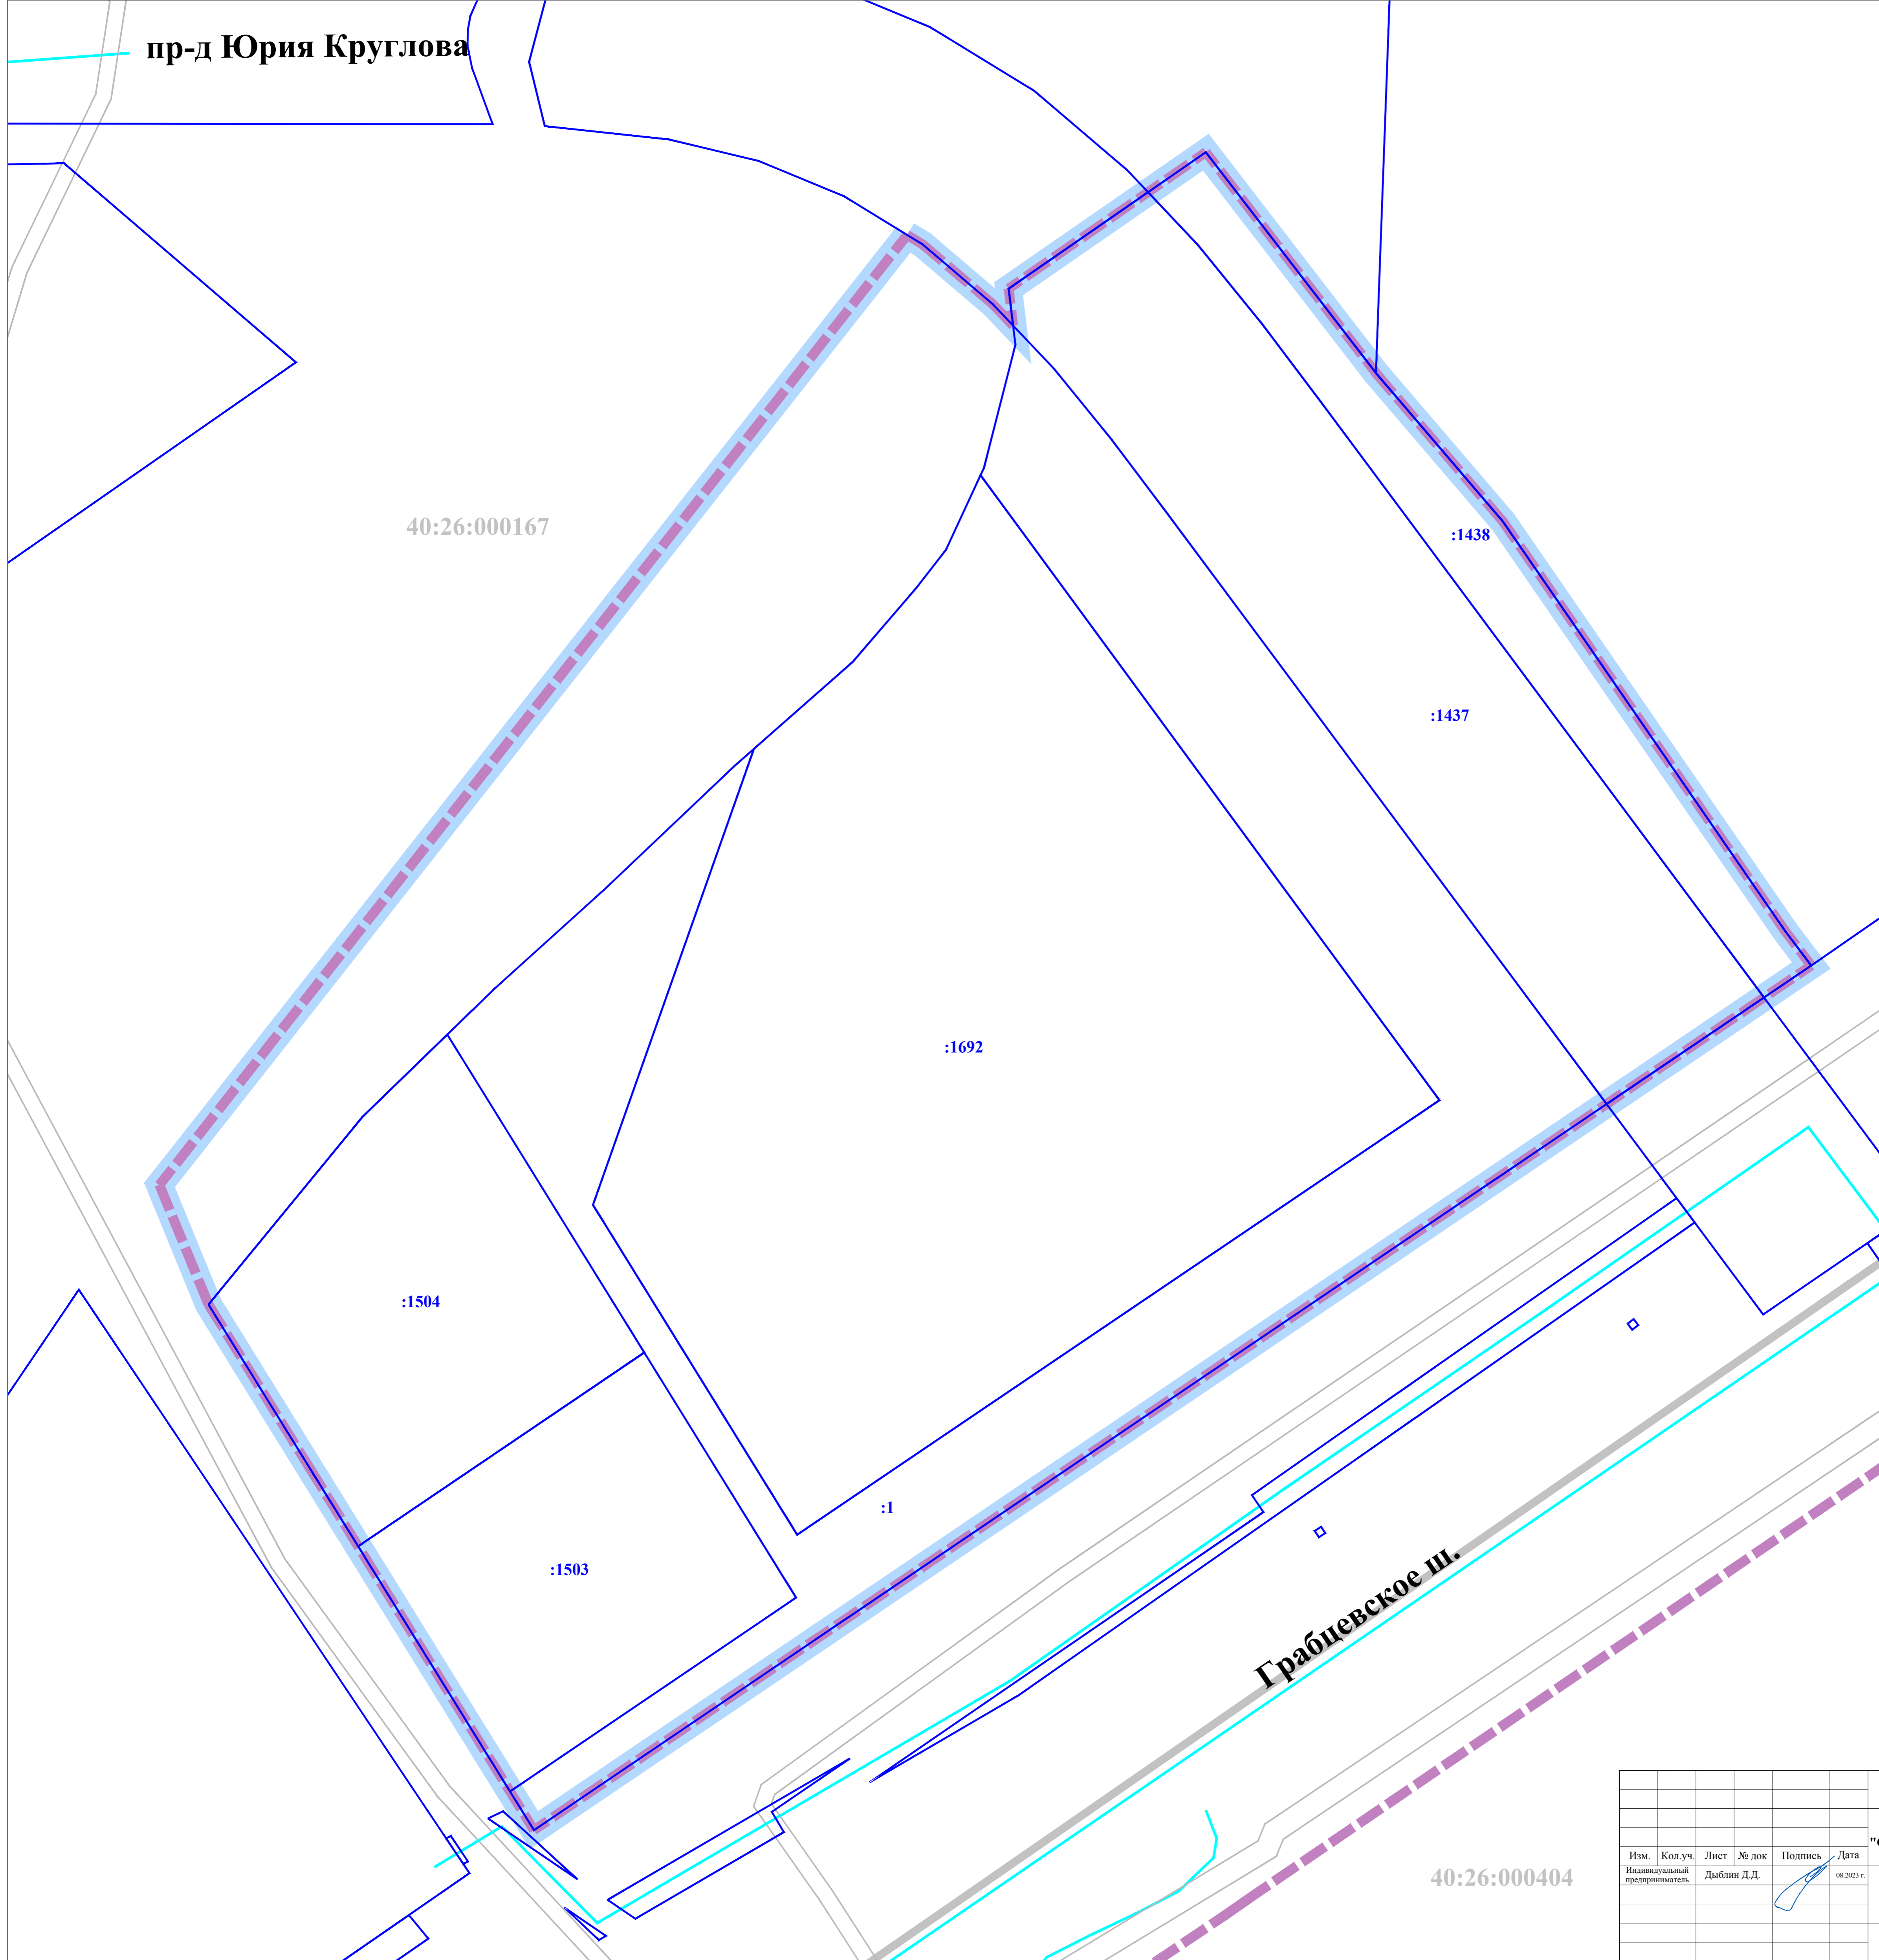 пр-д Юрия Круглова
40:26:000167
:1438
:1437
:1692
:1504
:1
:1503
Грабцевское ш.
40:26:000404
Изм. Кол.уч. Лист № док Подпись Дата
Индивидуальный предприниматель Дыблин Д.Д. 08.2023 г.